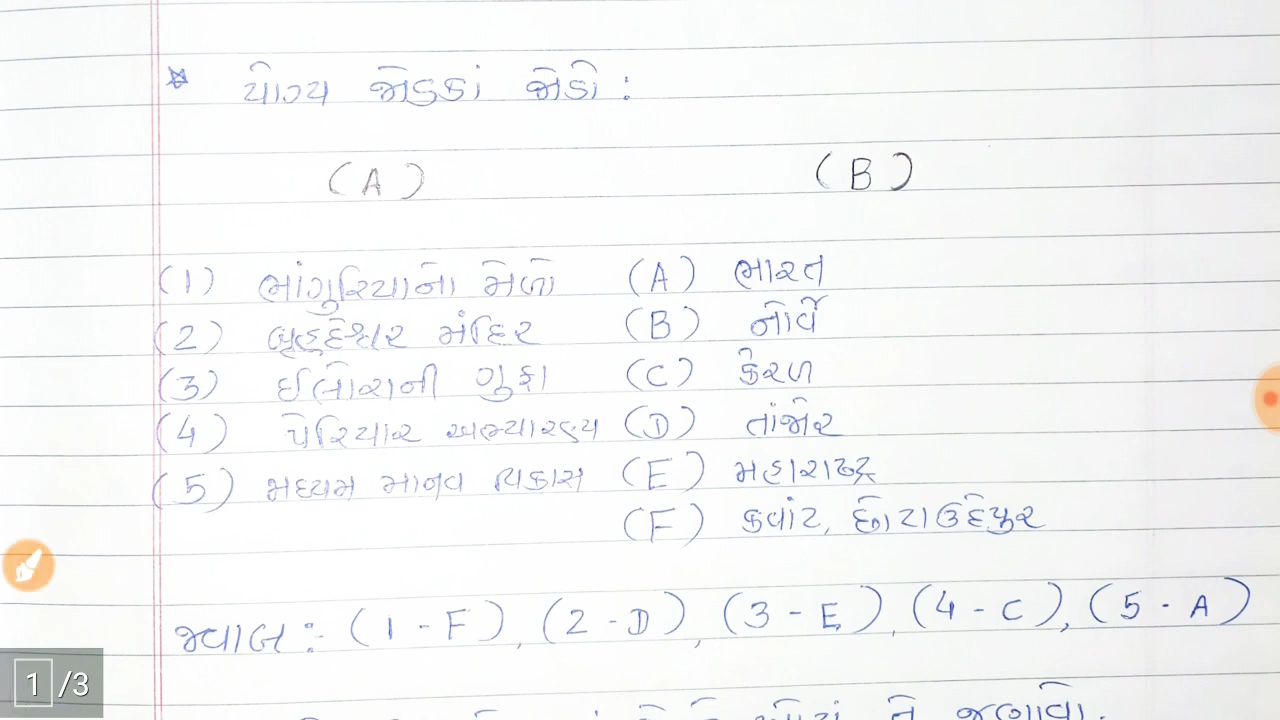 * યોગ્ય જોડકાં જોડો :
(A) (B)
(1) ભાંગુરિયાનો મેળો (A) ભારત
(2) બૃહદેશ્વર મંદિર (B) નોર્વે
(3) ઈલોરાની ગુફા (C) કેરળ
(4) પેરિયાર અભ્યારણ્ય (D) તાંજોર
(5) મધ્યમ માનવ વિકાસ (E) મહારાષ્ટ્ર
(F) કવાંટ, છોટાઉદેપુર
જવાબ : (1 - F), (2 - D), (3 - E), (4 - C), (5 - A)
જણાવો.
1 /3